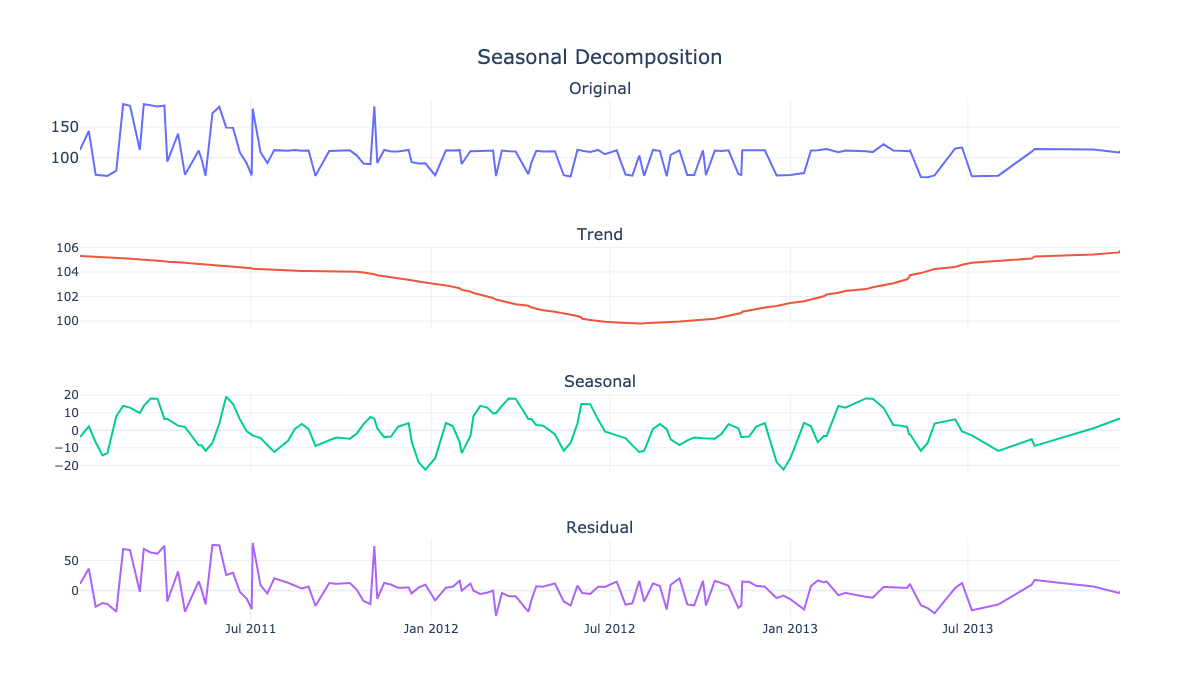 Seasonal Decomposition
Original
150
100
Trend
106
104
102
100
Seasonal
20
10
0
−10
−20
Residual
50
0
Jul 2011 Jan 2012 Jul 2012 Jan 2013 Jul 2013